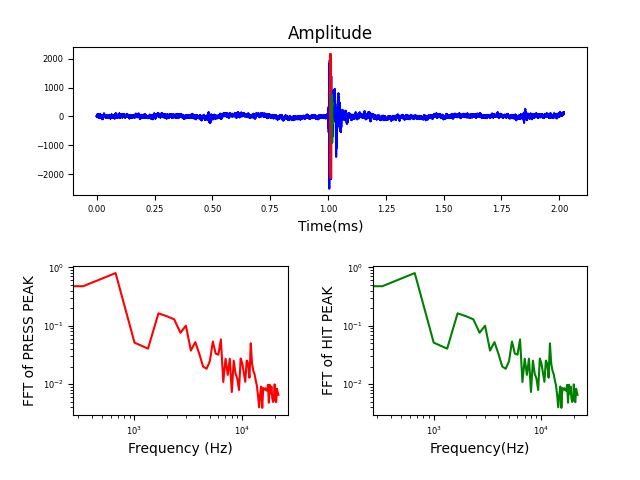 Amplitude
2000
1000
0
−1000
−2000
0.00 0.25 0.50 0.75 1.00 1.25 1.50 1.75 2.00
Time(ms)
FFT of PRESS PEAK
10⁰
10⁻¹
10⁻²
10³ 10⁴
Frequency (Hz)
FFT of HIT PEAK
10⁰
10⁻¹
10⁻²
10³ 10⁴
Frequency(Hz)